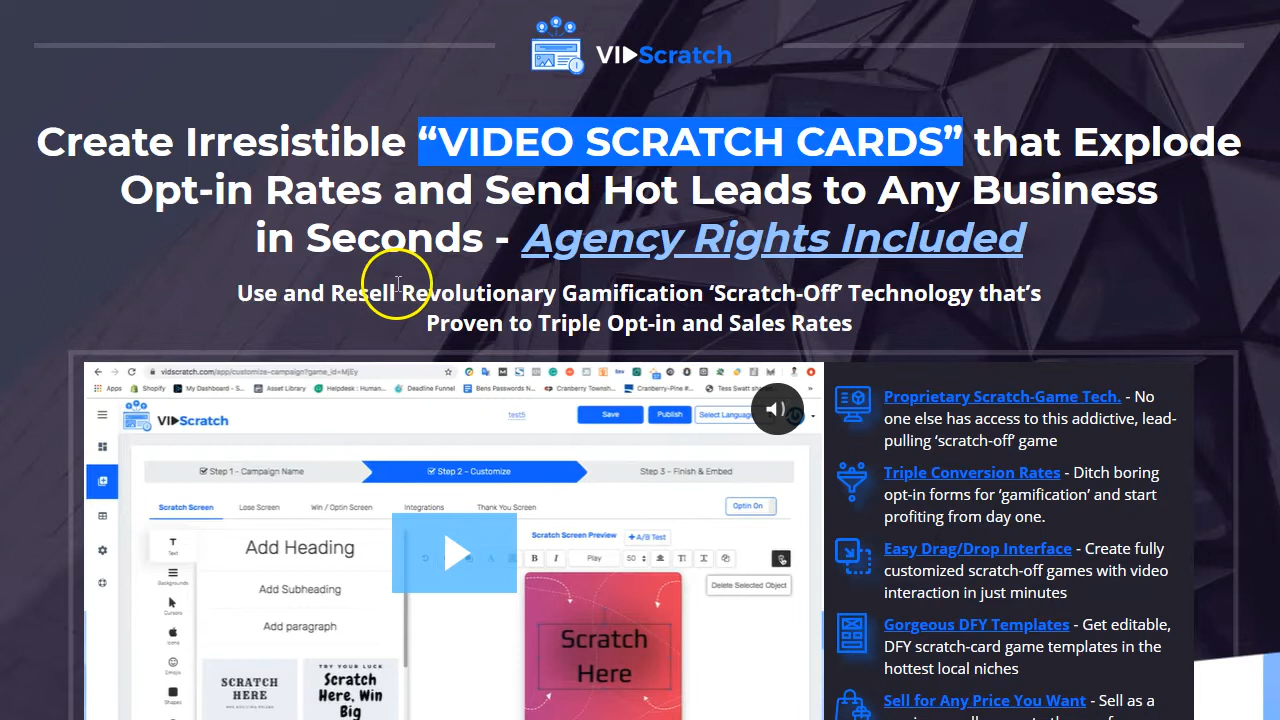 VIDScratch
Create Irresistible “VIDEO SCRATCH CARDS” that Explode
Opt-in Rates and Send Hot Leads to Any Business
in Seconds - Agency Rights Included
Use and Resell Revolutionary Gamification ‘Scratch-Off’ Technology that’s
Proven to Triple Opt-in and Sales Rates
vidscratch.com/app/customize-campaign?game_id=MjEy
Apps Shopify My Dashboard - S... Asset Library Helpdesk : Human... Deadline Funnel Bens Passwords N... Cranberry Townsh... Cranberry-Pine #... Tess Swatt shar
VIDScratch
test5
Save
Publish
Select Language
Step 1 - Campaign Name
Step 2 - Customize
Step 3 - Finish & Embed
Scratch Screen
Lose Screen
Win / Optin Screen
Integrations
Thank You Screen
Optin On
Scratch Screen Preview
+ A/B Test
B I Play 50
Delete Selected Object
T
Text
Backgrounds
Cursors
Icons
Emojis
Shapes
Add Heading
Add Subheading
Add paragraph
SCRATCH
HERE
TRY YOUR LUCK
Scratch
Here, Win
Big
Scratch
Here
Proprietary Scratch-Game Tech. - No
one else has access to this addictive, lead-
pulling ‘scratch-off’ game
Triple Conversion Rates - Ditch boring
opt-in forms for ‘gamification’ and start
profiting from day one.
Easy Drag/Drop Interface - Create fully
customized scratch-off games with video
interaction in just minutes
Gorgeous DFY Templates - Get editable,
DFY scratch-card game templates in the
hottest local niches
Sell for Any Price You Want - Sell as a